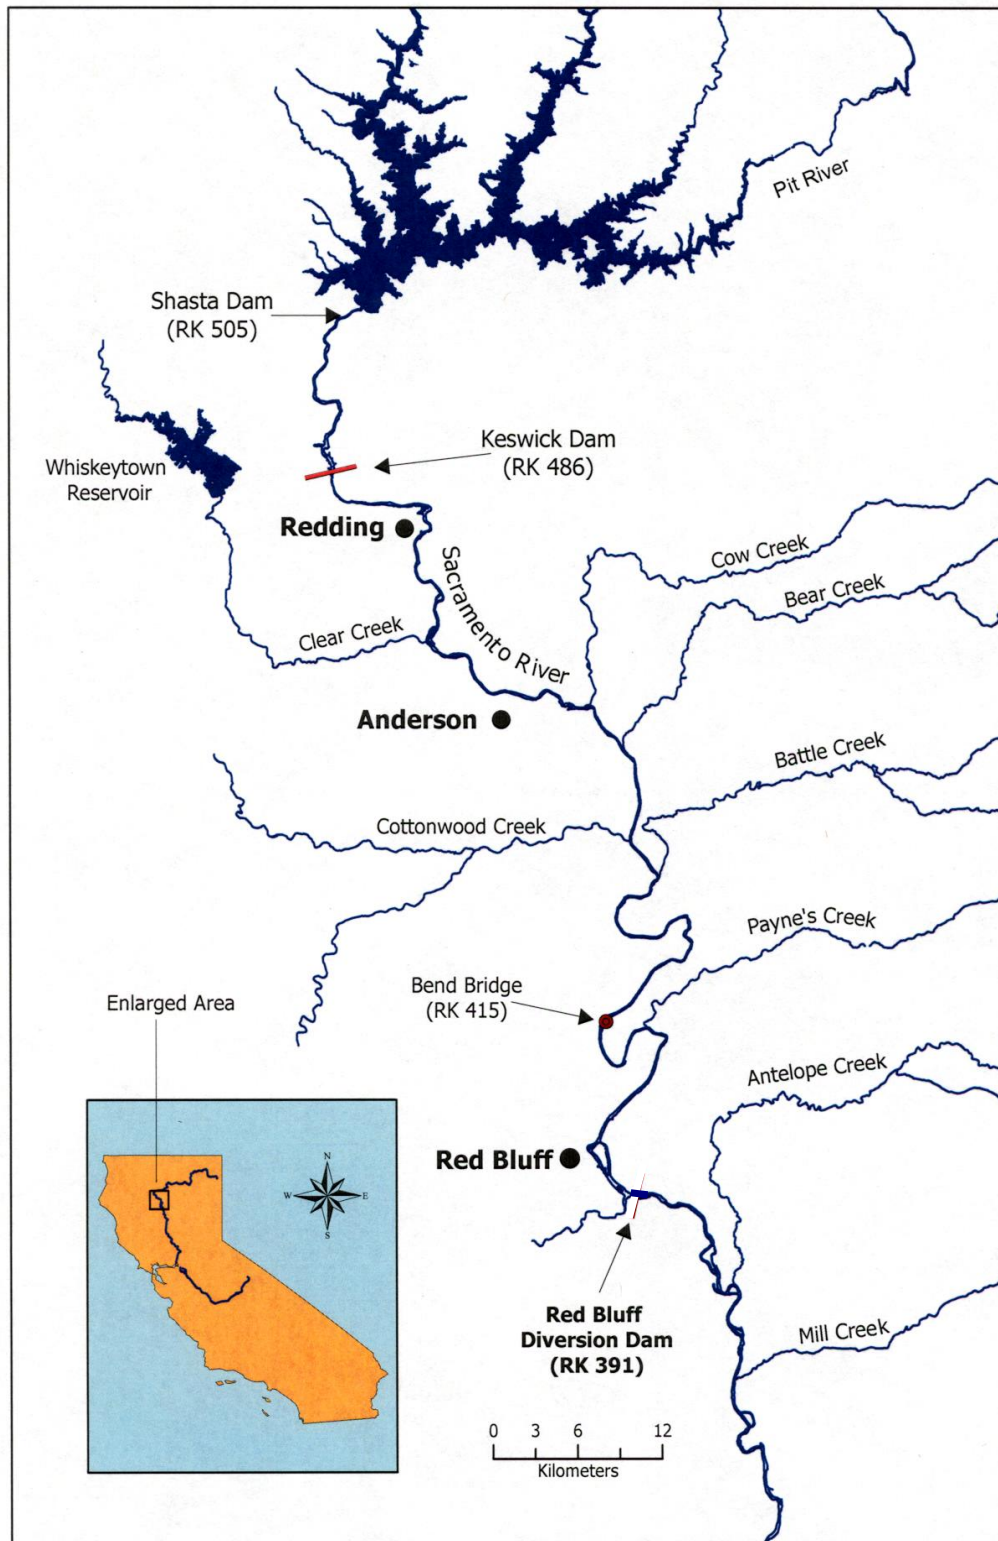 Pit River
Shasta Dam
(RK 505)
Keswick Dam
(RK 486)
Whiskeytown
Reservoir
Redding
Sacramento River
Cow Creek
Bear Creek
Clear Creek
Anderson
Battle Creek
Cottonwood Creek
Payne's Creek
Bend Bridge
(RK 415)
Enlarged Area
Antelope Creek
Red Bluff
N
W
E
S
Red Bluff
Diversion Dam
(RK 391)
Mill Creek
0 3 6 12
Kilometers